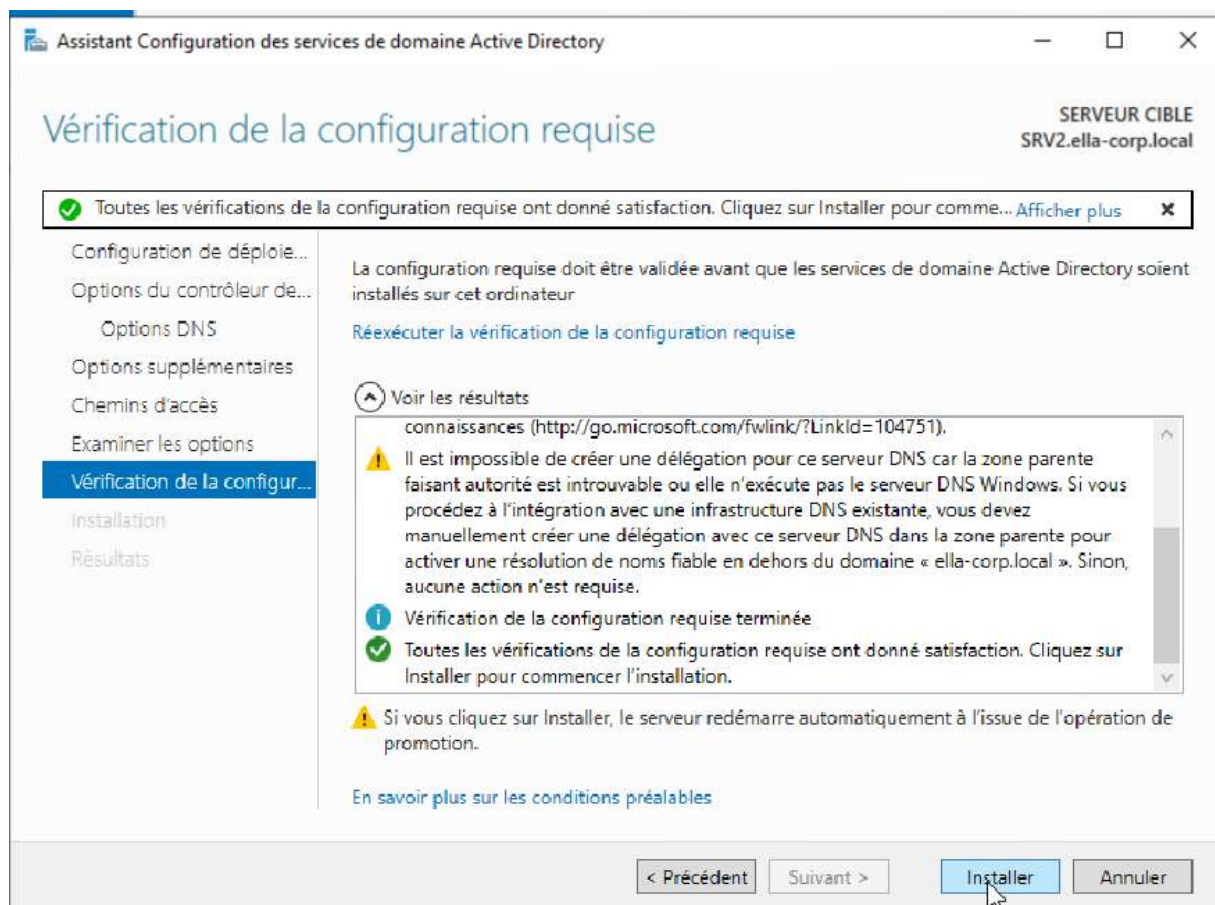 Assistant Configuration des services de domaine Active Directory
Vérification de la configuration requise
SERVEUR CIBLE
SRV2.ella-corp.local
Toutes les vérifications de la configuration requise ont donné satisfaction. Cliquez sur Installer pour comme... Afficher plus
Configuration de déploie...
Options du contrôleur de...
Options DNS
Options supplémentaires
Chemins d'accès
Examiner les options
Vérification de la configur...
Installation
Résultats
La configuration requise doit être validée avant que les services de domaine Active Directory soient
installés sur cet ordinateur
Réexécuter la vérification de la configuration requise
Voir les résultats
connaissances (http://go.microsoft.com/fwlink/?LinkId=104751).
Il est impossible de créer une délégation pour ce serveur DNS car la zone parente
faisant autorité est introuvable ou elle n'exécute pas le serveur DNS Windows. Si vous
procédez à l'intégration avec une infrastructure DNS existante, vous devez
manuellement créer une délégation avec ce serveur DNS dans la zone parente pour
activer une résolution de noms fiable en dehors du domaine « ella-corp.local ». Sinon,
aucune action n'est requise.
Vérification de la configuration requise terminée
Toutes les vérifications de la configuration requise ont donné satisfaction. Cliquez sur
Installer pour commencer l'installation.
Si vous cliquez sur Installer, le serveur redémarre automatiquement à l'issue de l'opération de
promotion.
En savoir plus sur les conditions préalables
< Précédent
Suivant >
Installer
Annuler